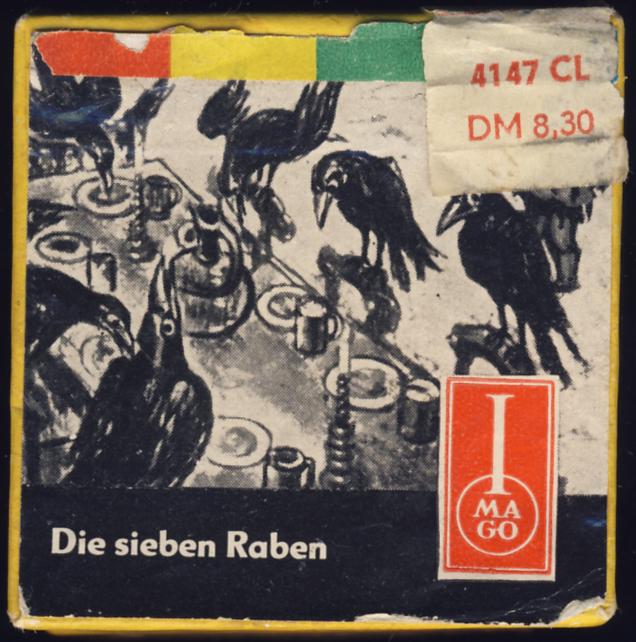 4147 CL
DM 8,30
I
MA
GO
Die sieben Raben